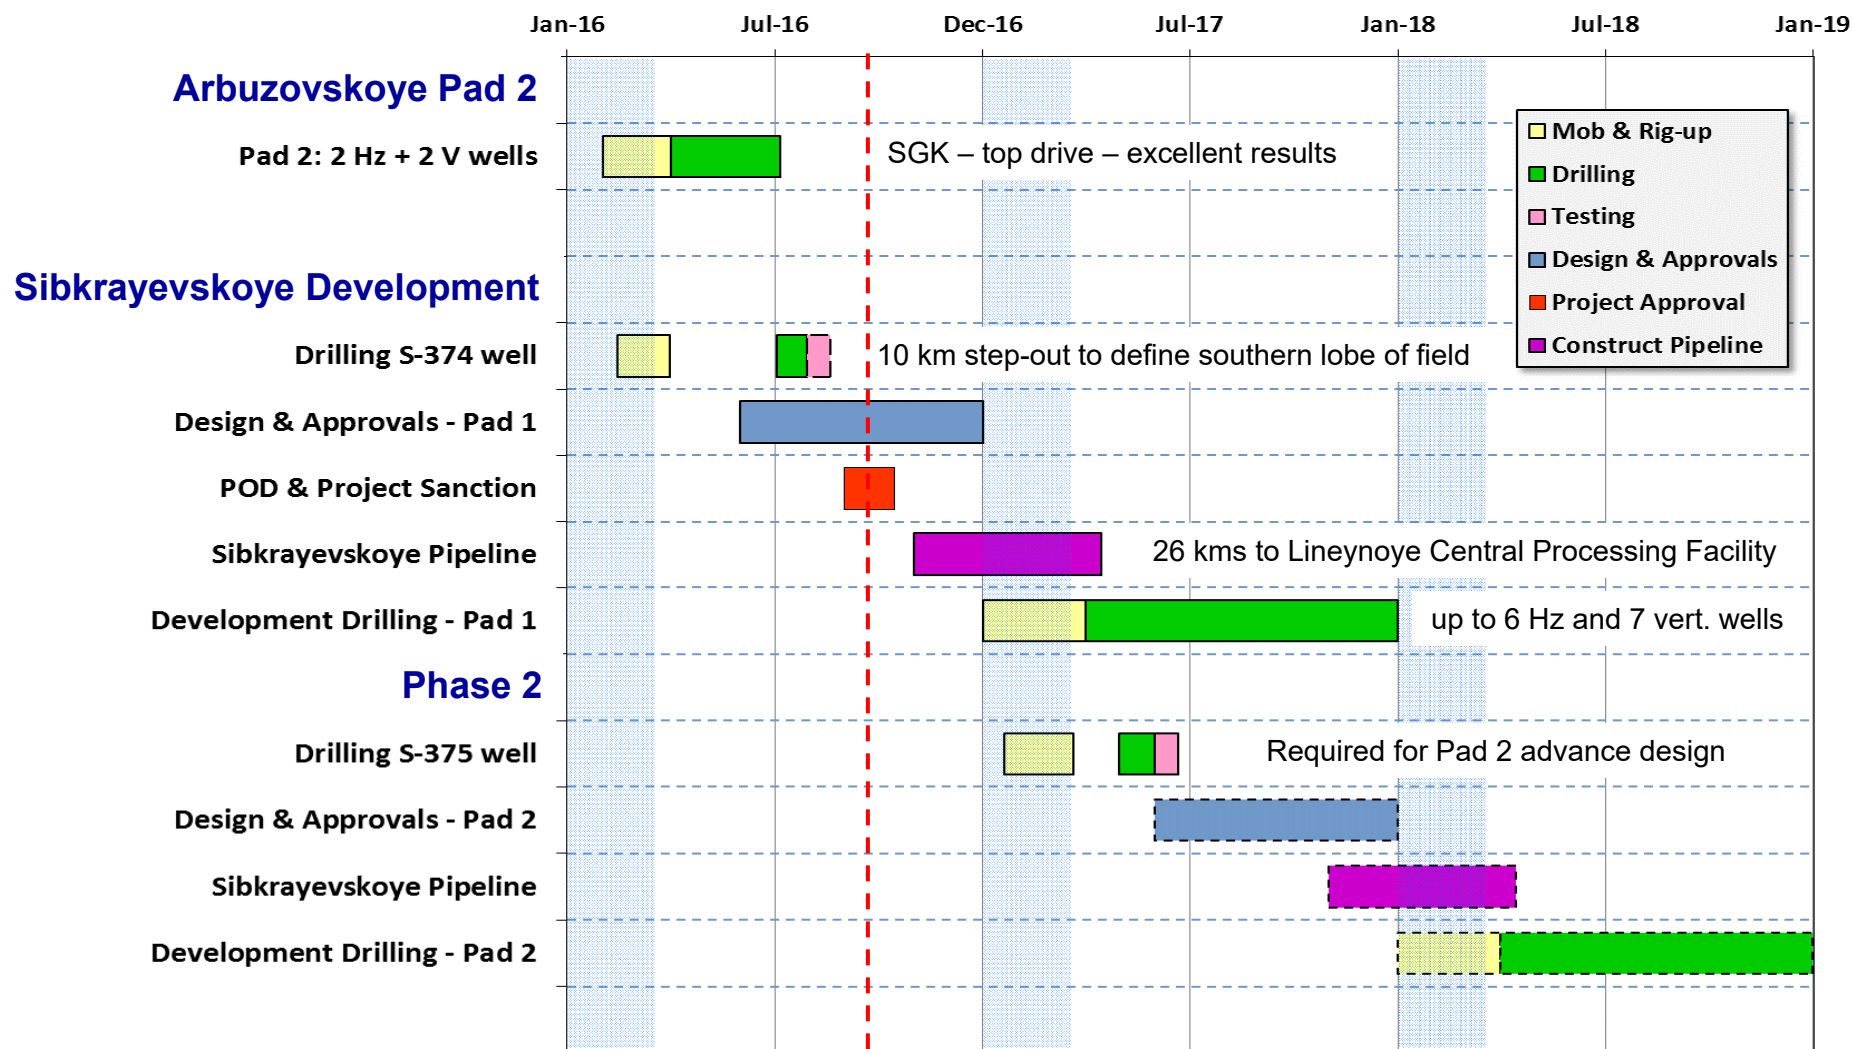 Jan-16 Jul-16 Dec-16 Jul-17 Jan-18 Jul-18 Jan-19
Arbuzovskoye Pad 2
Pad 2: 2 Hz + 2 V wells
SGK – top drive – excellent results
Mob & Rig-up
Drilling
Testing
Design & Approvals
Project Approval
Construct Pipeline
Sibkrayevskoye Development
Drilling S-374 well
10 km step-out to define southern lobe of field
Design & Approvals - Pad 1
POD & Project Sanction
Sibkrayevskoye Pipeline
26 kms to Lineynoye Central Processing Facility
Development Drilling - Pad 1
up to 6 Hz and 7 vert. wells
Phase 2
Drilling S-375 well
Required for Pad 2 advance design
Design & Approvals - Pad 2
Sibkrayevskoye Pipeline
Development Drilling - Pad 2